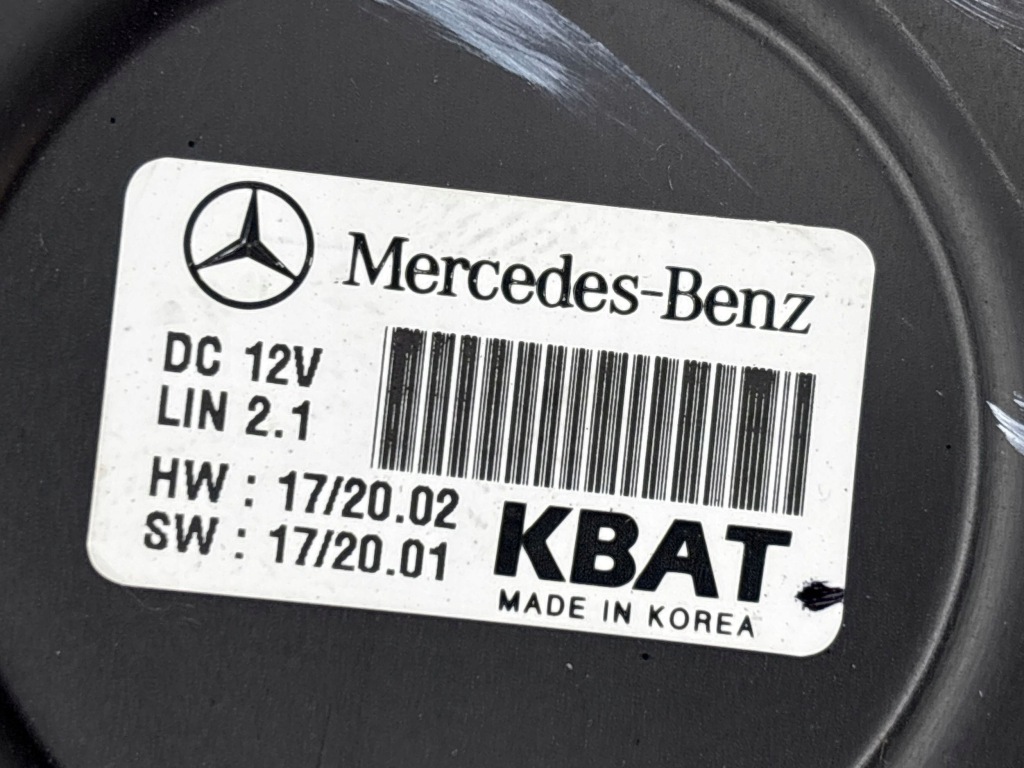 Mercedes-Benz
DC 12V
LIN 2.1
HW : 17/20.02
SW : 17/20.01
KBAT
MADE IN KOREA